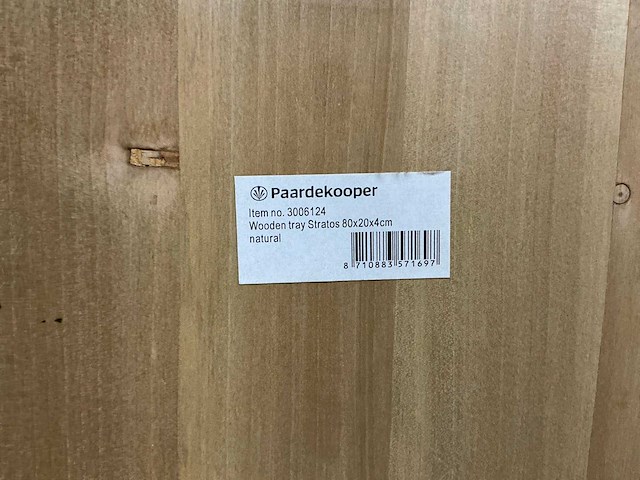 Paardekooper
Item no. 3006124
Wooden tray Stratos 80x20x4cm
natural
8 710883 571697